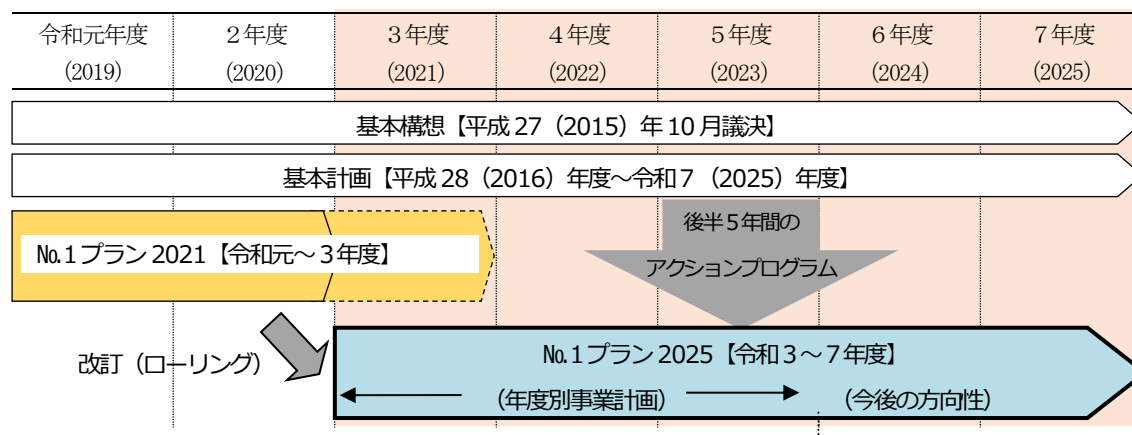 令和元年度 ２年度 ３年度 ４年度 ５年度 ６年度 ７年度
(2019) (2020) (2021) (2022) (2023) (2024) (2025)
基本構想【平成27（2015）年10月議決】
基本計画【平成28（2016）年度～令和７（2025）年度】
後半５年間の
アクションプログラム
№１プラン2021【令和元～３年度】
改訂（ローリング）
№１プラン2025【令和３～７年度】
（年度別事業計画） （今後の方向性）